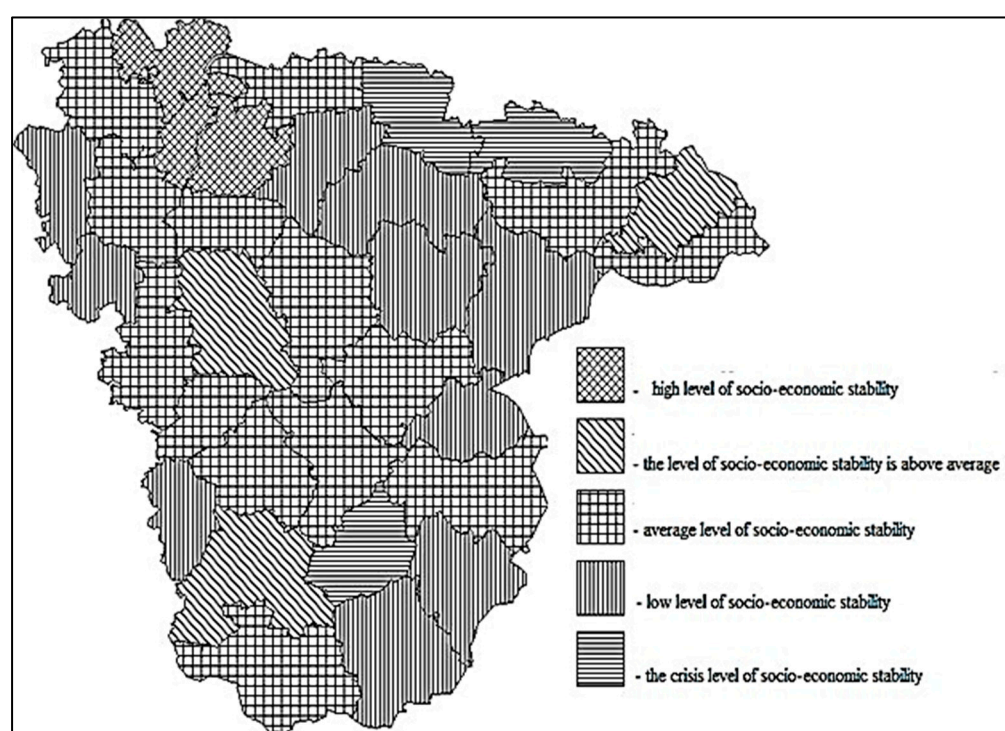 - high level of socio-economic stability
- the level of socio-economic stability is above average
- average level of socio-economic stability
- low level of socio-economic stability
- the crisis level of socio-economic stability